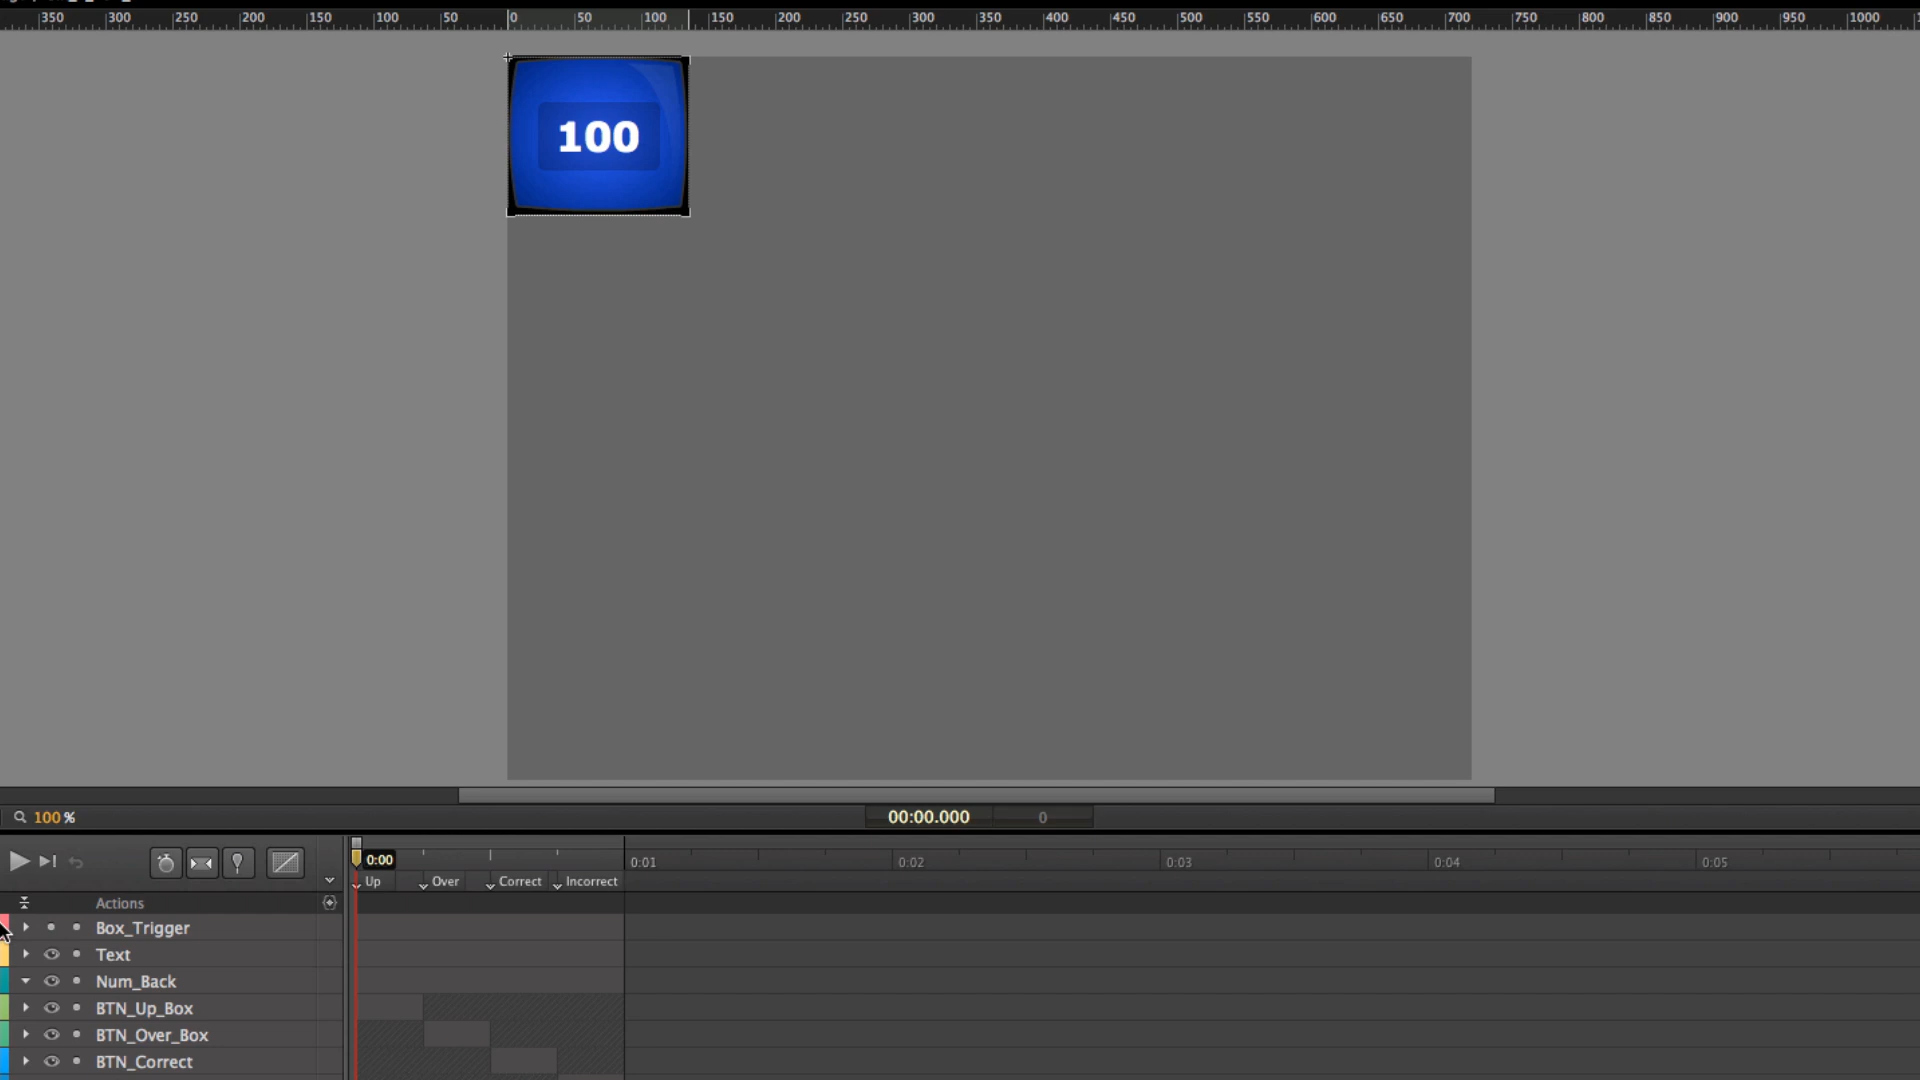 350 300 250 200 150 100 50 0 50 100 150 200 250 300 350 400 450 500 550 600 650 700 750 800 850 900 950 1000
100
100 %
00:00.000 0
0:00 0:01 0:02 0:03 0:04 0:05
Up Over Correct Incorrect
Actions
Box_Trigger
Text
Num_Back
BTN_Up_Box
BTN_Over_Box
BTN_Correct